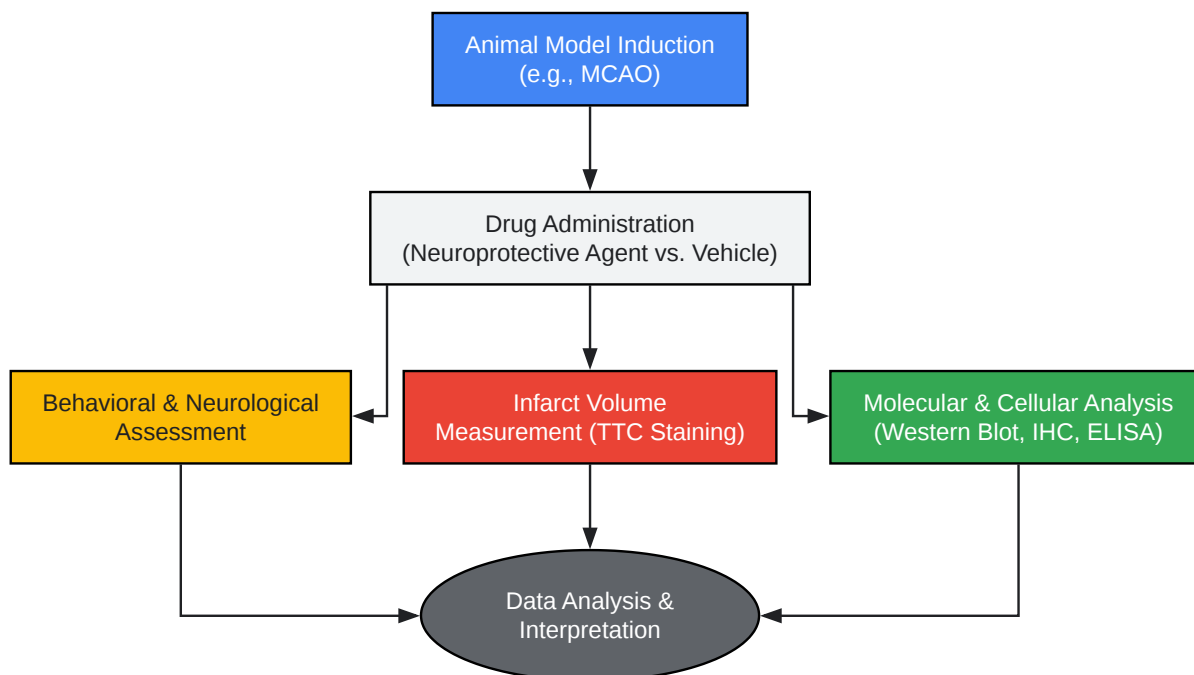 Animal Model Induction
(e.g., MCAO)
Drug Administration
(Neuroprotective Agent vs. Vehicle)
Behavioral & Neurological
Assessment
Infarct Volume
Measurement (TTC Staining)
Molecular & Cellular Analysis
(Western Blot, IHC, ELISA)
Data Analysis &
Interpretation